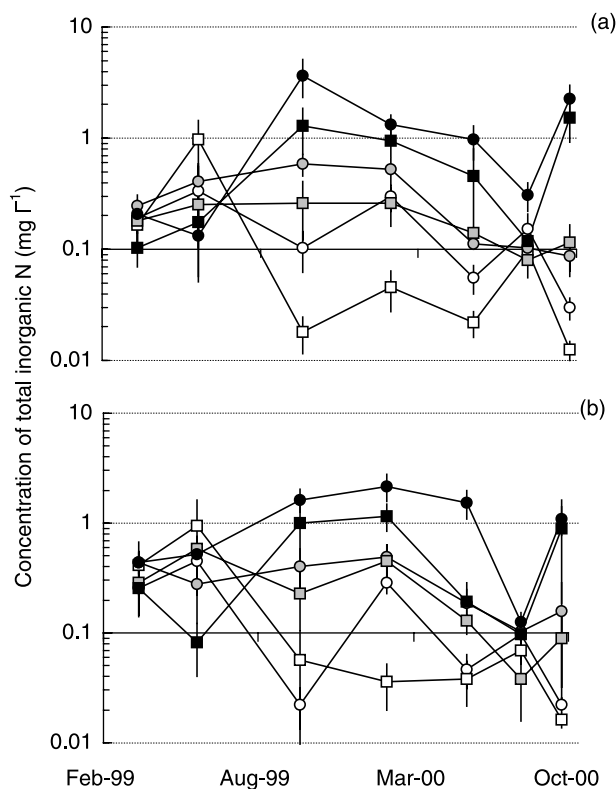 (a)
10
1
0.1
0.01
Concentration of total inorganic N (mg Γ⁻¹)
(b)
10
1
0.1
0.01
Feb-99 Aug-99 Mar-00 Oct-00